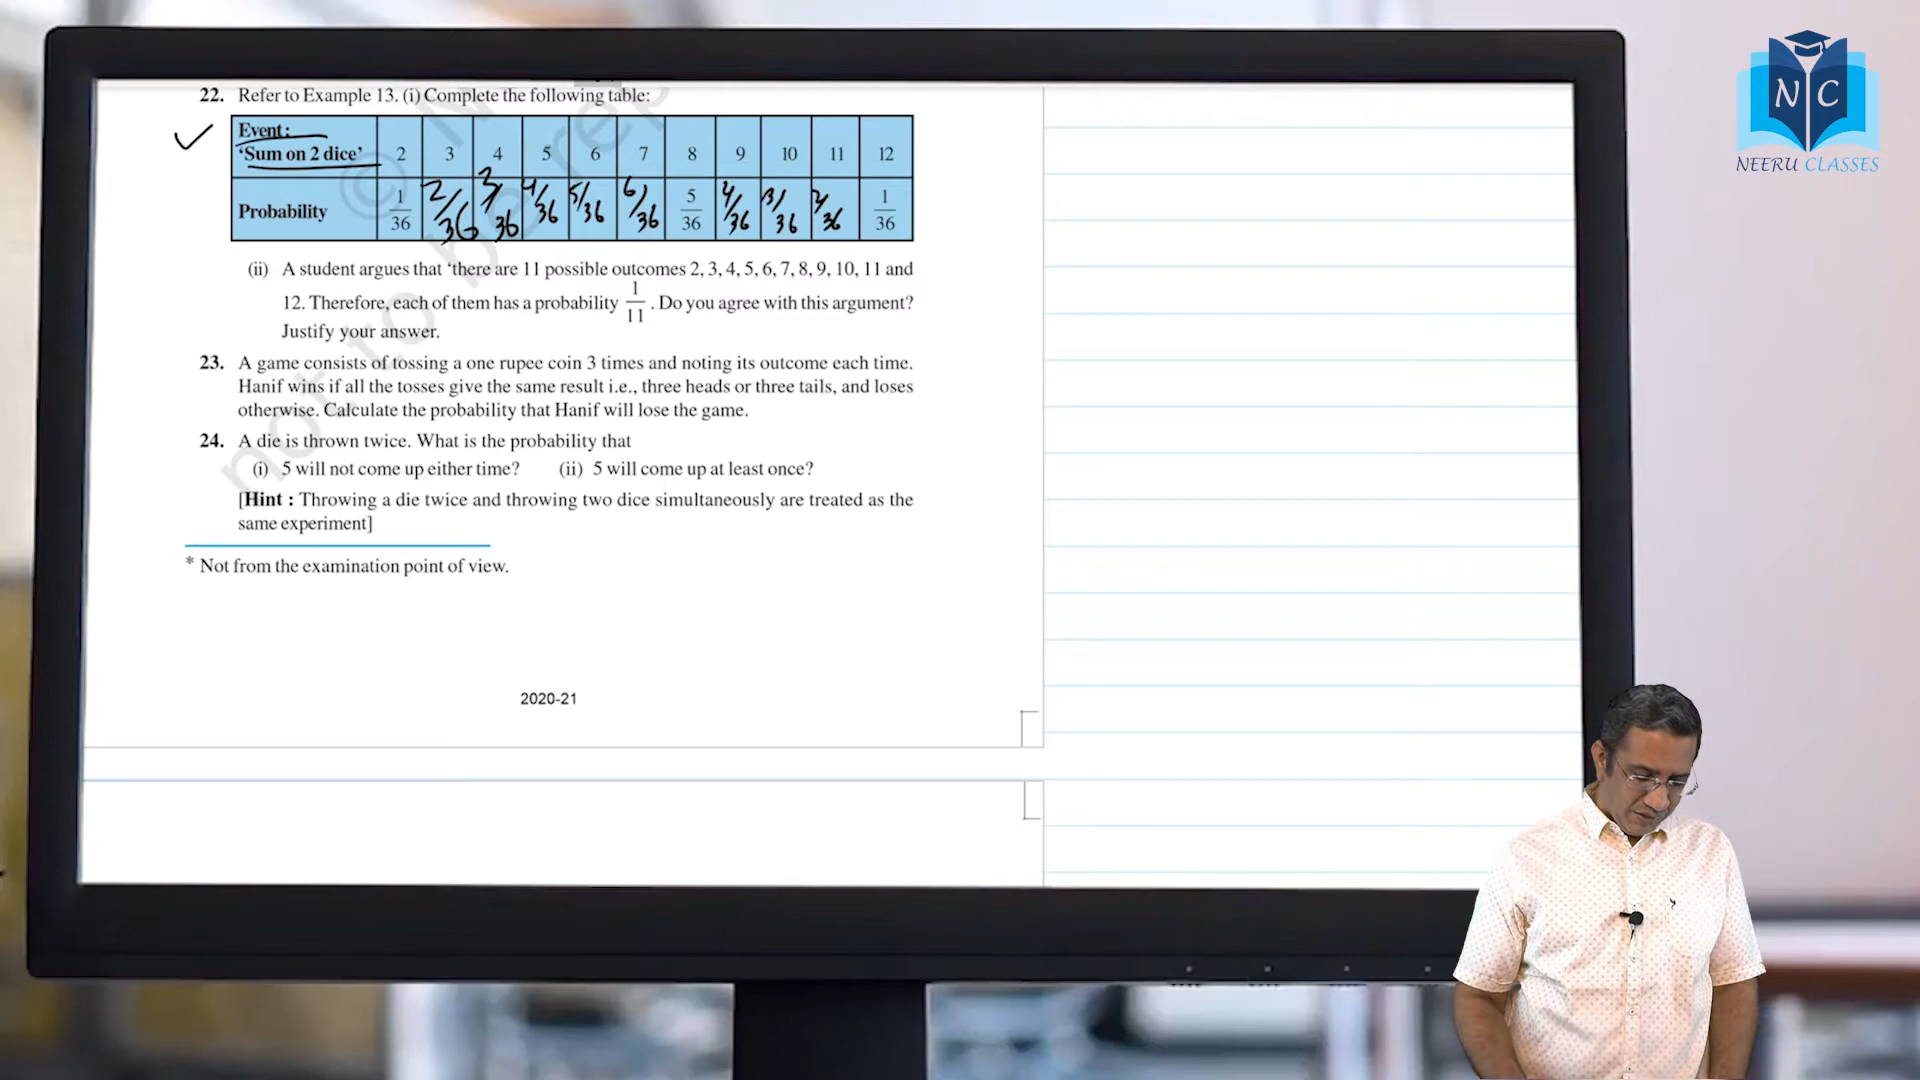 N C
NEERU CLASSES
22. Refer to Example 13. (i) Complete the following table:
Event:
‘Sum on 2 dice’ 2 3 4 5 6 7 8 9 10 11 12
Probability 1/36 2/36 3/36 4/36 5/36 6/36 5/36 4/36 3/36 2/36 1/36
(ii) A student argues that ‘there are 11 possible outcomes 2, 3, 4, 5, 6, 7, 8, 9, 10, 11 and
12. Therefore, each of them has a probability 1/11 . Do you agree with this argument?
Justify your answer.
23. A game consists of tossing a one rupee coin 3 times and noting its outcome each time.
Hanif wins if all the tosses give the same result i.e., three heads or three tails, and loses
otherwise. Calculate the probability that Hanif will lose the game.
24. A die is thrown twice. What is the probability that
(i) 5 will not come up either time? (ii) 5 will come up at least once?
[Hint : Throwing a die twice and throwing two dice simultaneously are treated as the
same experiment]
* Not from the examination point of view.
2020-21
not to be rep